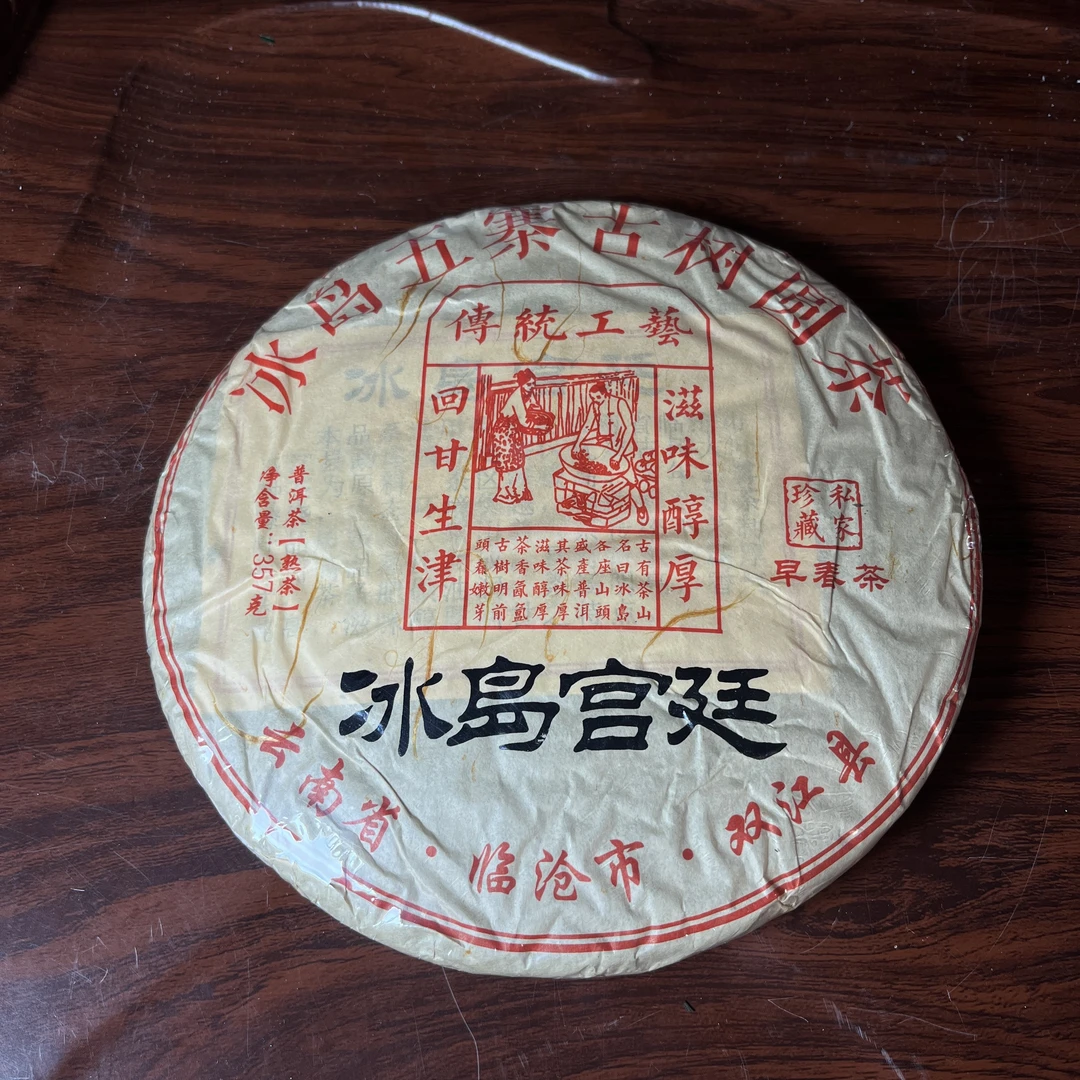 冰岛五寨古树圆茶
傳統工藝
滋味醇厚
回甘生津
古有茶山
名曰冰島
各座山頭
盛產普洱
其茶味厚
滋味醇厚
茶香氤氲
古樹明前
頭春嫩芽
私家
珍藏
早春茶
普洱茶【熟茶】
净含量：357克
冰島宫廷
云南省·临沧市·双江县